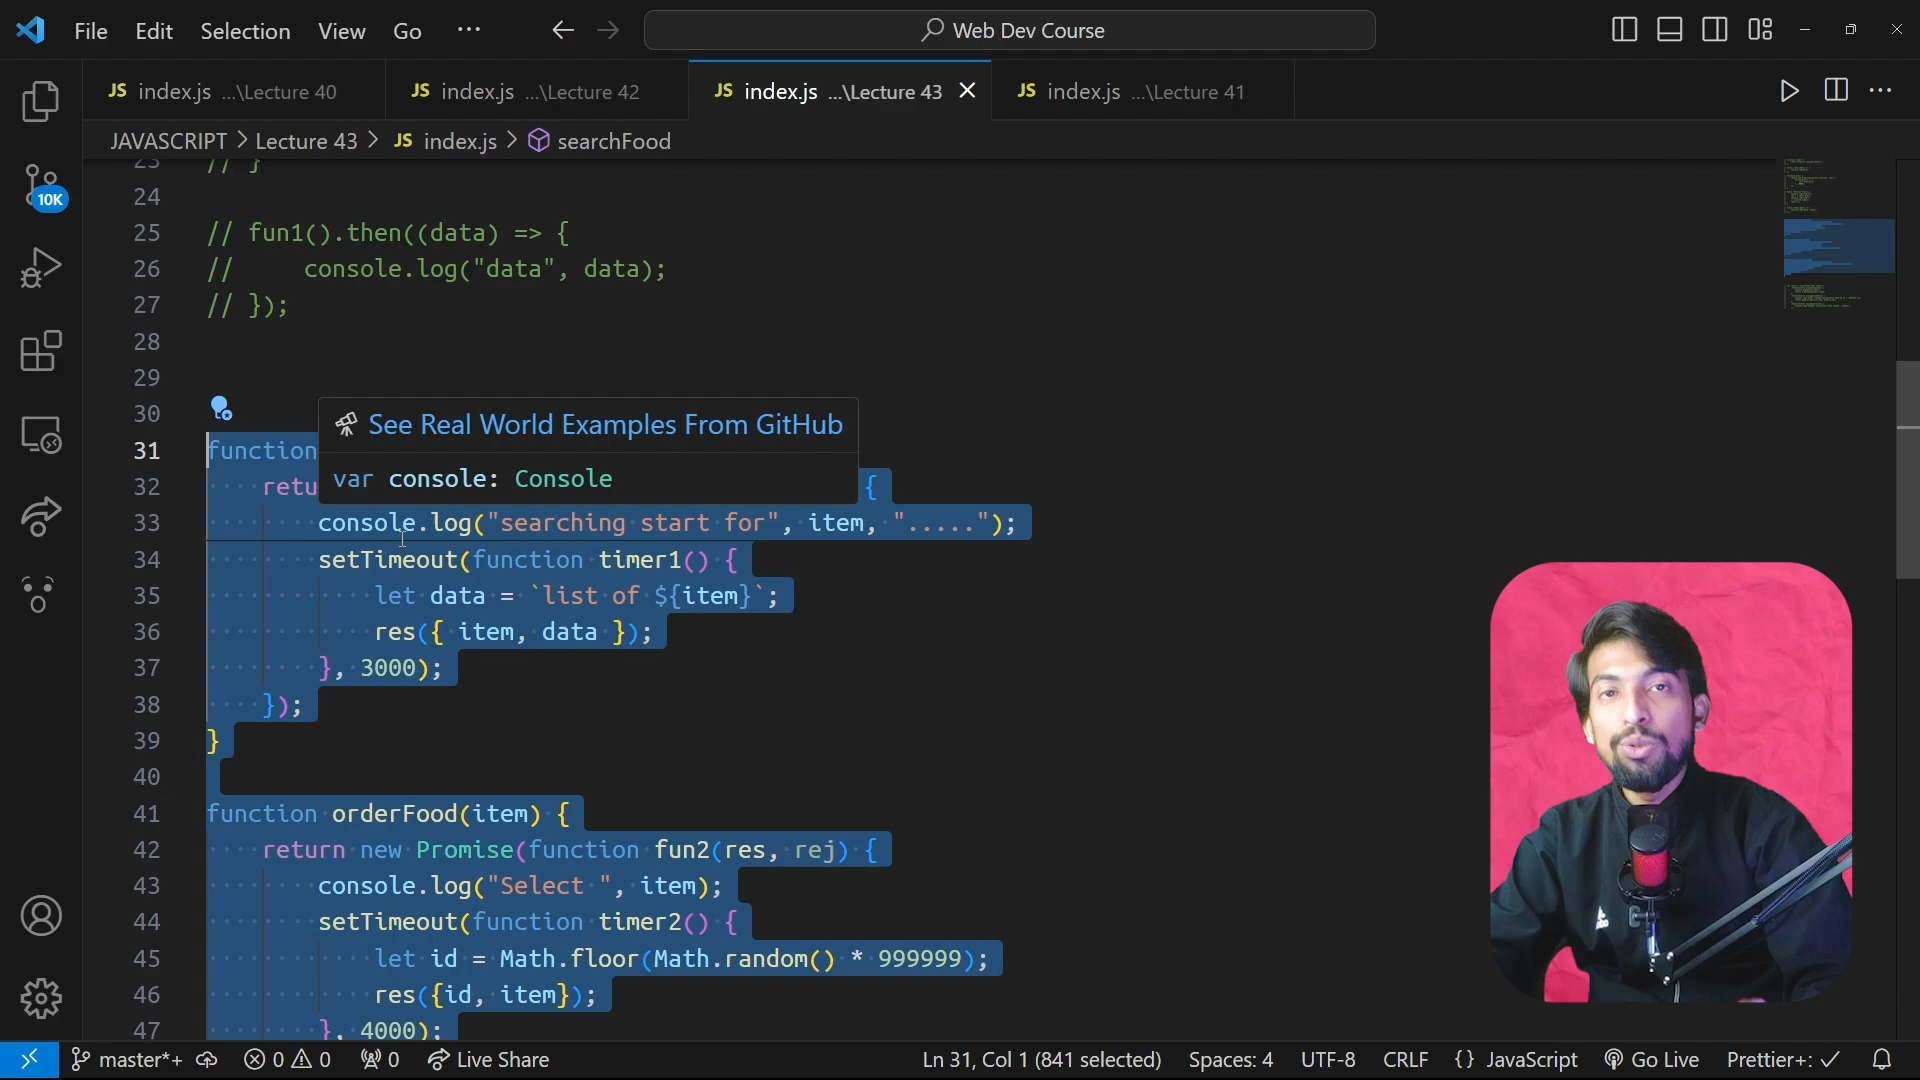 File Edit Selection View Go ···
Web Dev Course
JS index.js ...\Lecture 40
JS index.js ...\Lecture 42
JS index.js ...\Lecture 43
JS index.js ...\Lecture 41
JAVASCRIPT > Lecture 43 > JS index.js > searchFood
10K
23 // }
24
25 // fun1().then((data) => {
26 //     console.log("data", data);
27 // });
28
29
30
See Real World Examples From GitHub
var console: Console
31 function
32 retu {
33 console.log("searching start for", item, ".....");
34 setTimeout(function timer1() {
35 let data = `list of ${item}`;
36 res({ item, data });
37 }, 3000);
38 });
39 }
40
41 function orderFood(item) {
42 return new Promise(function fun2(res, rej) {
43 console.log("Select ", item);
44 setTimeout(function timer2() {
45 let id = Math.floor(Math.random() * 999999);
46 res({id, item});
47 }, 4000);
master*+ 0 0 0 Live Share Ln 31, Col 1 (841 selected) Spaces: 4 UTF-8 CRLF {} JavaScript Go Live Prettier+: ✓